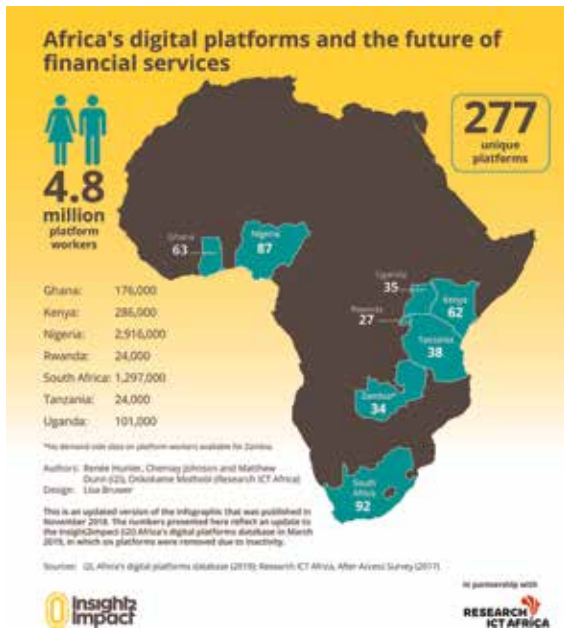 Africa's digital platforms and the future of
financial services
277
unique
platforms
4.8
million
platform
workers
Ghana
63
Nigeria
87
Uganda
35
Kenya
62
Rwanda
27
Tanzania
38
Zambia*
34
South
Africa
92
Ghana: 176,000
Kenya: 286,000
Nigeria: 2,916,000
Rwanda: 24,000
South Africa: 1,297,000
Tanzania: 24,000
Uganda: 101,000
*No demand-side data on platform workers available for Zambia.
Authors: Renée Hunter, Chernay Johnson and Matthew
Dunn (i2i), Onkokame Mothobi (Research ICT Africa)
Design: Lisa Bruwer
This is an updated version of the infographic that was published in
November 2018. The numbers presented here reflect an update to
the insight2impact (i2i) Africa's digital platforms database in March
2019, in which six platforms were removed due to inactivity.
Sources: i2i, Africa's digital platforms database (2019); Research ICT Africa, After Access Survey (2017)
in partnership with
Insight2
Impact
RESEARCH
ICT AFRICA